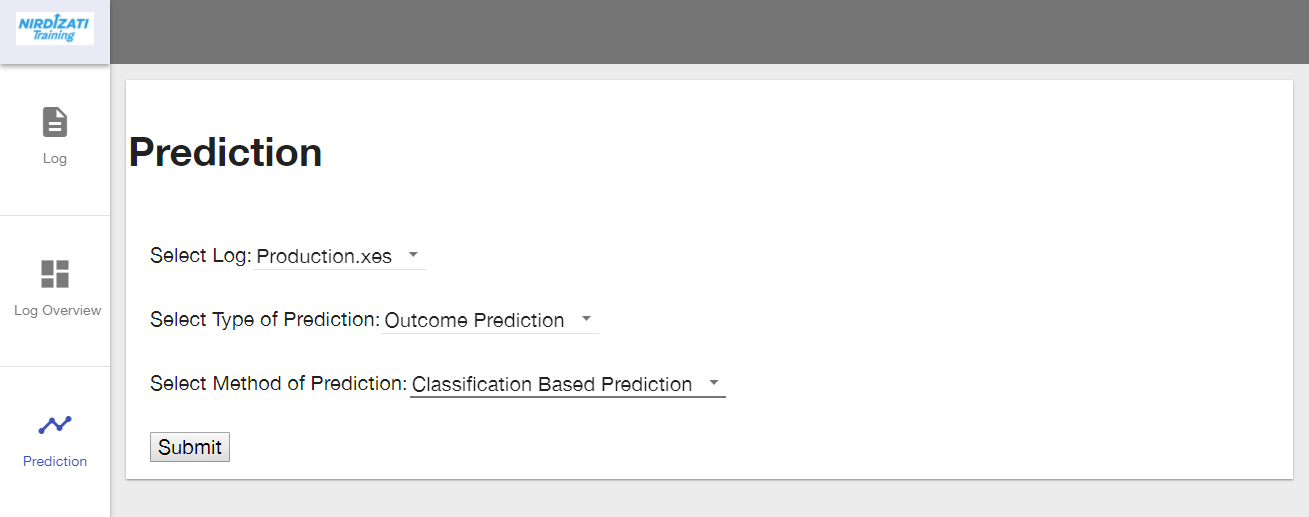 NIRDIZATI
Training
Log
Log Overview
Prediction
Prediction
Select Log: Production.xes
Select Type of Prediction: Outcome Prediction
Select Method of Prediction: Classification Based Prediction
Submit